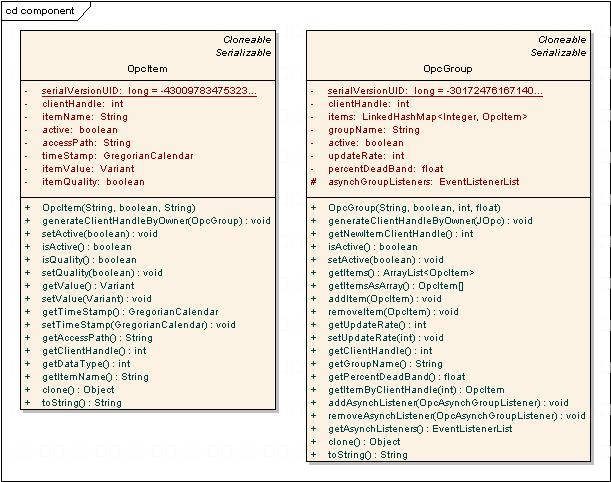 cd component
Cloneable
Serializable
OpcItem
- serialVersionUID: long = -43009783475323...
- clientHandle: int
- itemName: String
- active: boolean
- accessPath: String
- timeStamp: GregorianCalendar
- itemValue: Variant
- itemQuality: boolean
+ OpcItem(String, boolean, String)
+ generateClientHandleByOwner(OpcGroup) : void
+ setActive(boolean) : void
+ isActive() : boolean
+ isQuality() : boolean
+ setQuality(boolean) : void
+ getValue() : Variant
+ setValue(Variant) : void
+ getTimeStamp() : GregorianCalendar
+ setTimeStamp(GregorianCalendar) : void
+ getAccessPath() : String
+ getClientHandle() : int
+ getDataType() : int
+ getItemName() : String
+ clone() : Object
+ toString() : String
Cloneable
Serializable
OpcGroup
- serialVersionUID: long = -30172476167140...
- clientHandle: int
- items: LinkedHashMap<Integer, OpcItem>
- groupName: String
- active: boolean
- updateRate: int
- percentDeadBand: float
# asynchGroupListeners: EventListenerList
+ OpcGroup(String, boolean, int, float)
+ generateClientHandleByOwner(JOpc) : void
+ getNewItemClientHandle() : int
+ isActive() : boolean
+ setActive(boolean) : void
+ getItems() : ArrayList<OpcItem>
+ getItemsAsArray() : OpcItem[]
+ addItem(OpcItem) : void
+ removeItem(OpcItem) : void
+ getUpdateRate() : int
+ setUpdateRate(int) : void
+ getClientHandle() : int
+ getGroupName() : String
+ getPercentDeadBand() : float
+ getItemByClientHandle(int) : OpcItem
+ addAsynchListener(OpcAsynchGroupListener) : void
+ removeAsynchListener(OpcAsynchGroupListener) : void
+ getAsynchListeners() : EventListenerList
+ clone() : Object
+ toString() : String